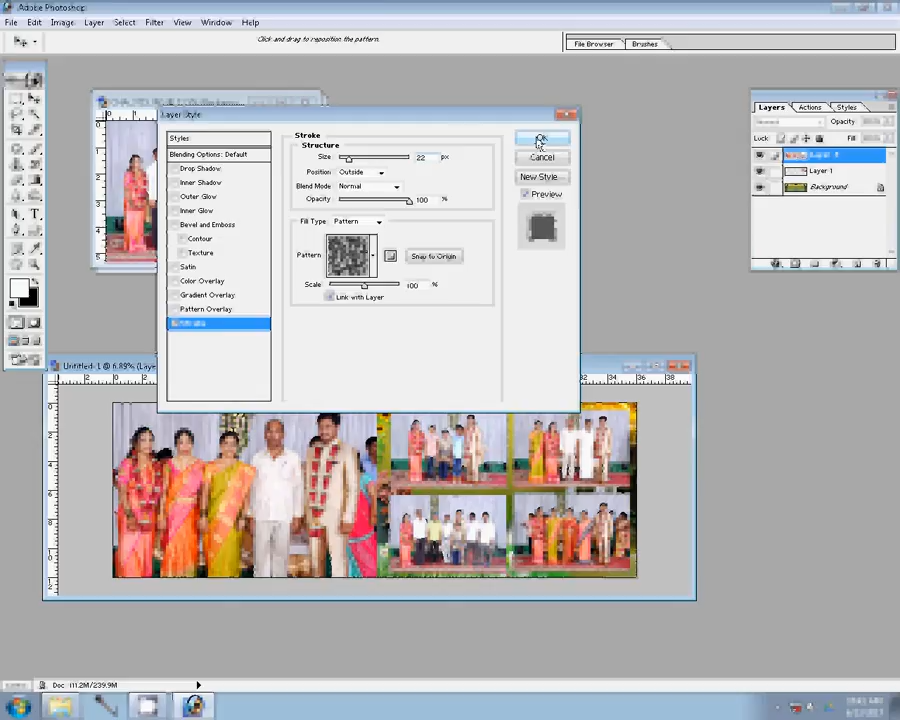 Adobe Photoshop
File Edit Image Layer Select Filter View Window Help
Click and drag to reposition the pattern.
File Browser Brushes
Layer Style
Styles
Blending Options: Default
Drop Shadow
Inner Shadow
Outer Glow
Inner Glow
Bevel and Emboss
Contour
Texture
Satin
Color Overlay
Gradient Overlay
Pattern Overlay
Stroke
Structure
Size 22 px
Position Outside
Blend Mode Normal
Opacity 100 %
Fill Type Pattern
Pattern Snap to Origin
Scale 100 %
Link with Layer
OK
Cancel
New Style...
Preview
Layers Actions Styles
Opacity
Lock: Fill
Layer 1
Background
Untitled-1 @ 6.89% (Laye
Doc: 111.2M/239.9M